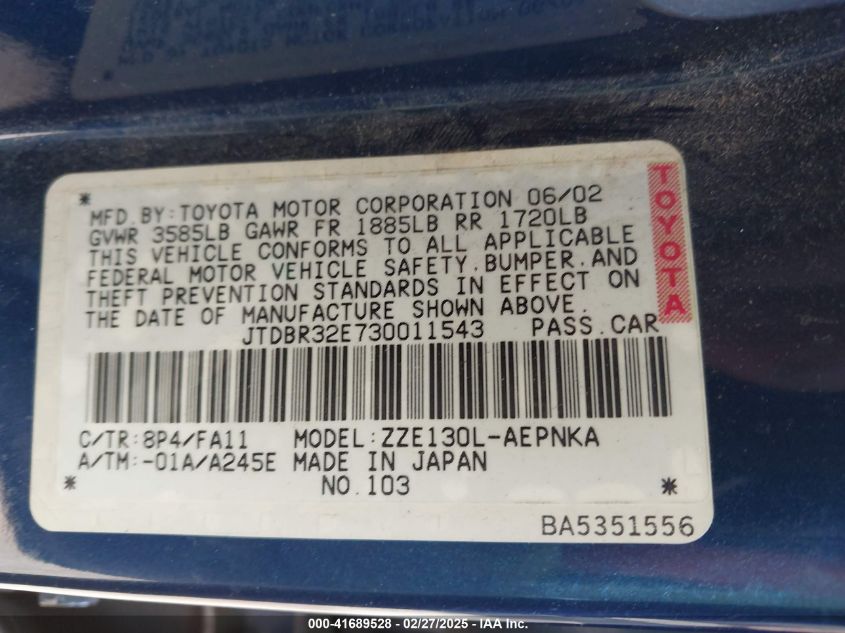 *
MFD. BY: TOYOTA MOTOR CORPORATION 06/02
GVWR 3585LB GAWR FR 1885LB RR 1720LB
THIS VEHICLE CONFORMS TO ALL APPLICABLE
FEDERAL MOTOR VEHICLE SAFETY, BUMPER, AND
THEFT PREVENTION STANDARDS IN EFFECT ON
THE DATE OF MANUFACTURE SHOWN ABOVE.
JTDBR32E730011543 PASS. CAR
TOYOTA
C/TR: 8P4/FA11 MODEL: ZZE130L-AEPNKA
A/TM: -01A/A245E MADE IN JAPAN
* NO. 103 *
BA5351556
000-41689528 - 02/27/2025 - IAA Inc.